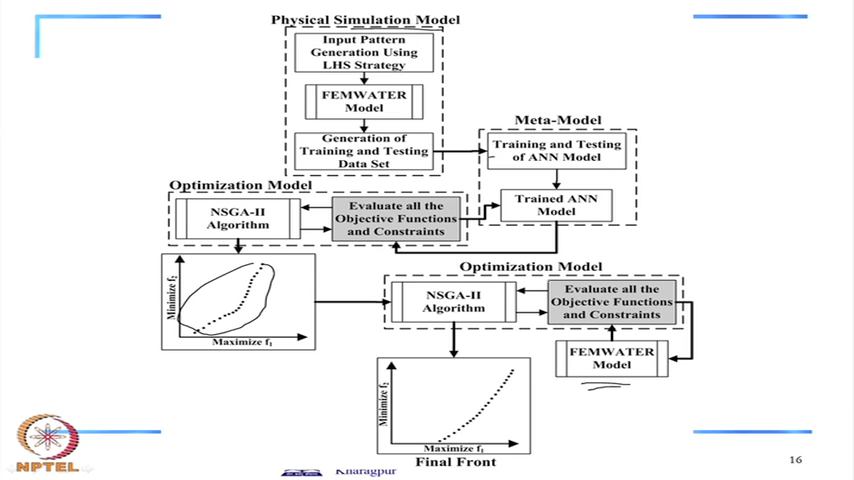 Physical Simulation Model
Input Pattern
Generation Using
LHS Strategy
FEMWATER
Model
Generation of
Training and Testing
Data Set
Meta-Model
Training and Testing
of ANN Model
Trained ANN
Model
Optimization Model
NSGA-II
Algorithm
Evaluate all the
Objective Functions
and Constraints
Minimize f₂
Maximize f₁
Optimization Model
NSGA-II
Algorithm
Evaluate all the
Objective Functions
and Constraints
FEMWATER
Model
Minimize f₂
Maximize f₁
Final Front
NPTEL
Kharagpur
16